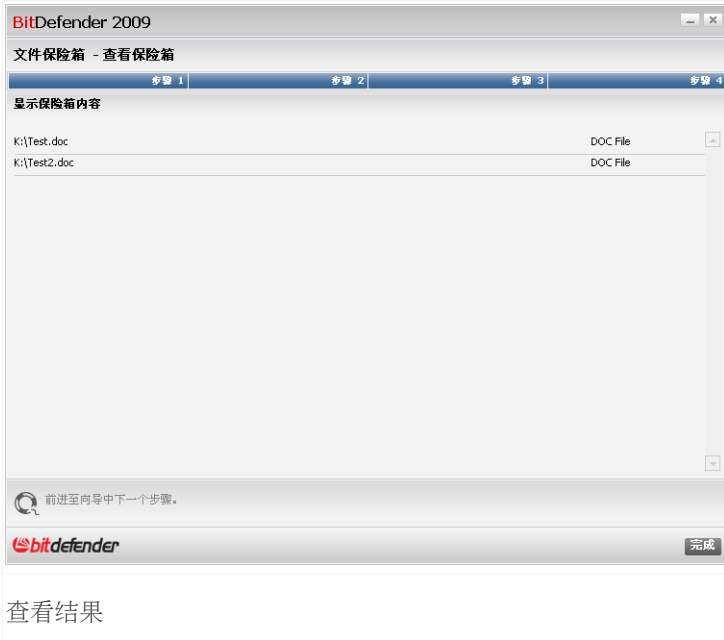 BitDefender 2009
文件保险箱 - 查看保险箱
步骤 1 步骤 2 步骤 3 步骤 4
显示保险箱内容
K:\Test.doc DOC File
K:\Test2.doc DOC File
前进至向导中下一个步骤。
bitdefender 完成
查看结果